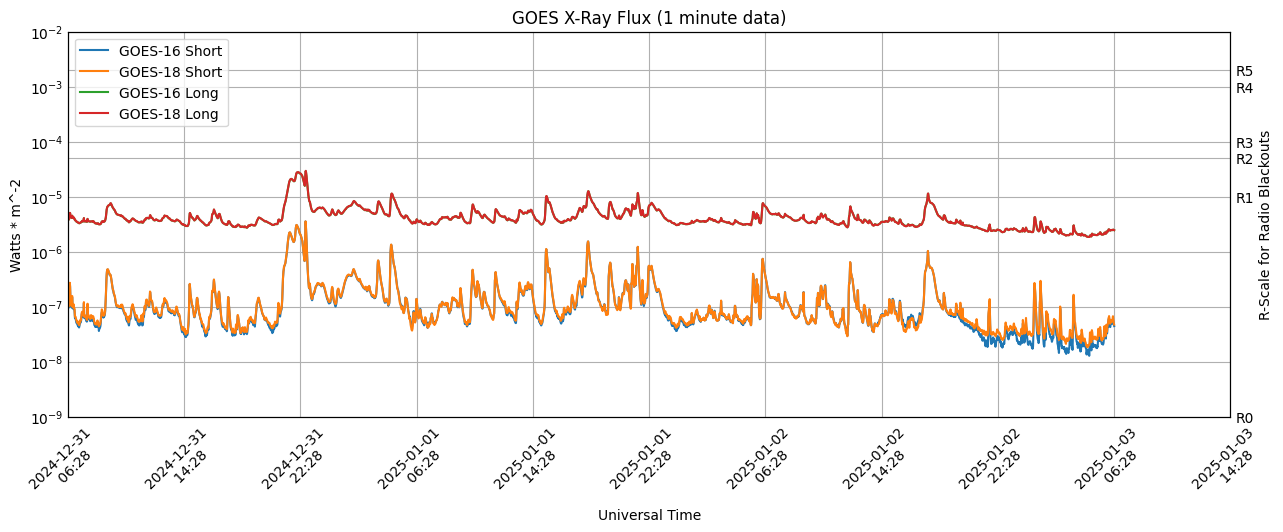 GOES X-Ray Flux (1 minute data)
GOES-16 Short
GOES-18 Short
GOES-16 Long
GOES-18 Long
Watts * m^-2
10⁻²
10⁻³
10⁻⁴
10⁻⁵
10⁻⁶
10⁻⁷
10⁻⁸
10⁻⁹
R5
R4
R3
R2
R1
R0
R-Scale for Radio Blackouts
2024-12-31
06:28
2024-12-31
14:28
2024-12-31
22:28
2025-01-01
06:28
2025-01-01
14:28
2025-01-01
22:28
2025-01-02
06:28
2025-01-02
14:28
2025-01-02
22:28
2025-01-03
06:28
2025-01-03
14:28
Universal Time